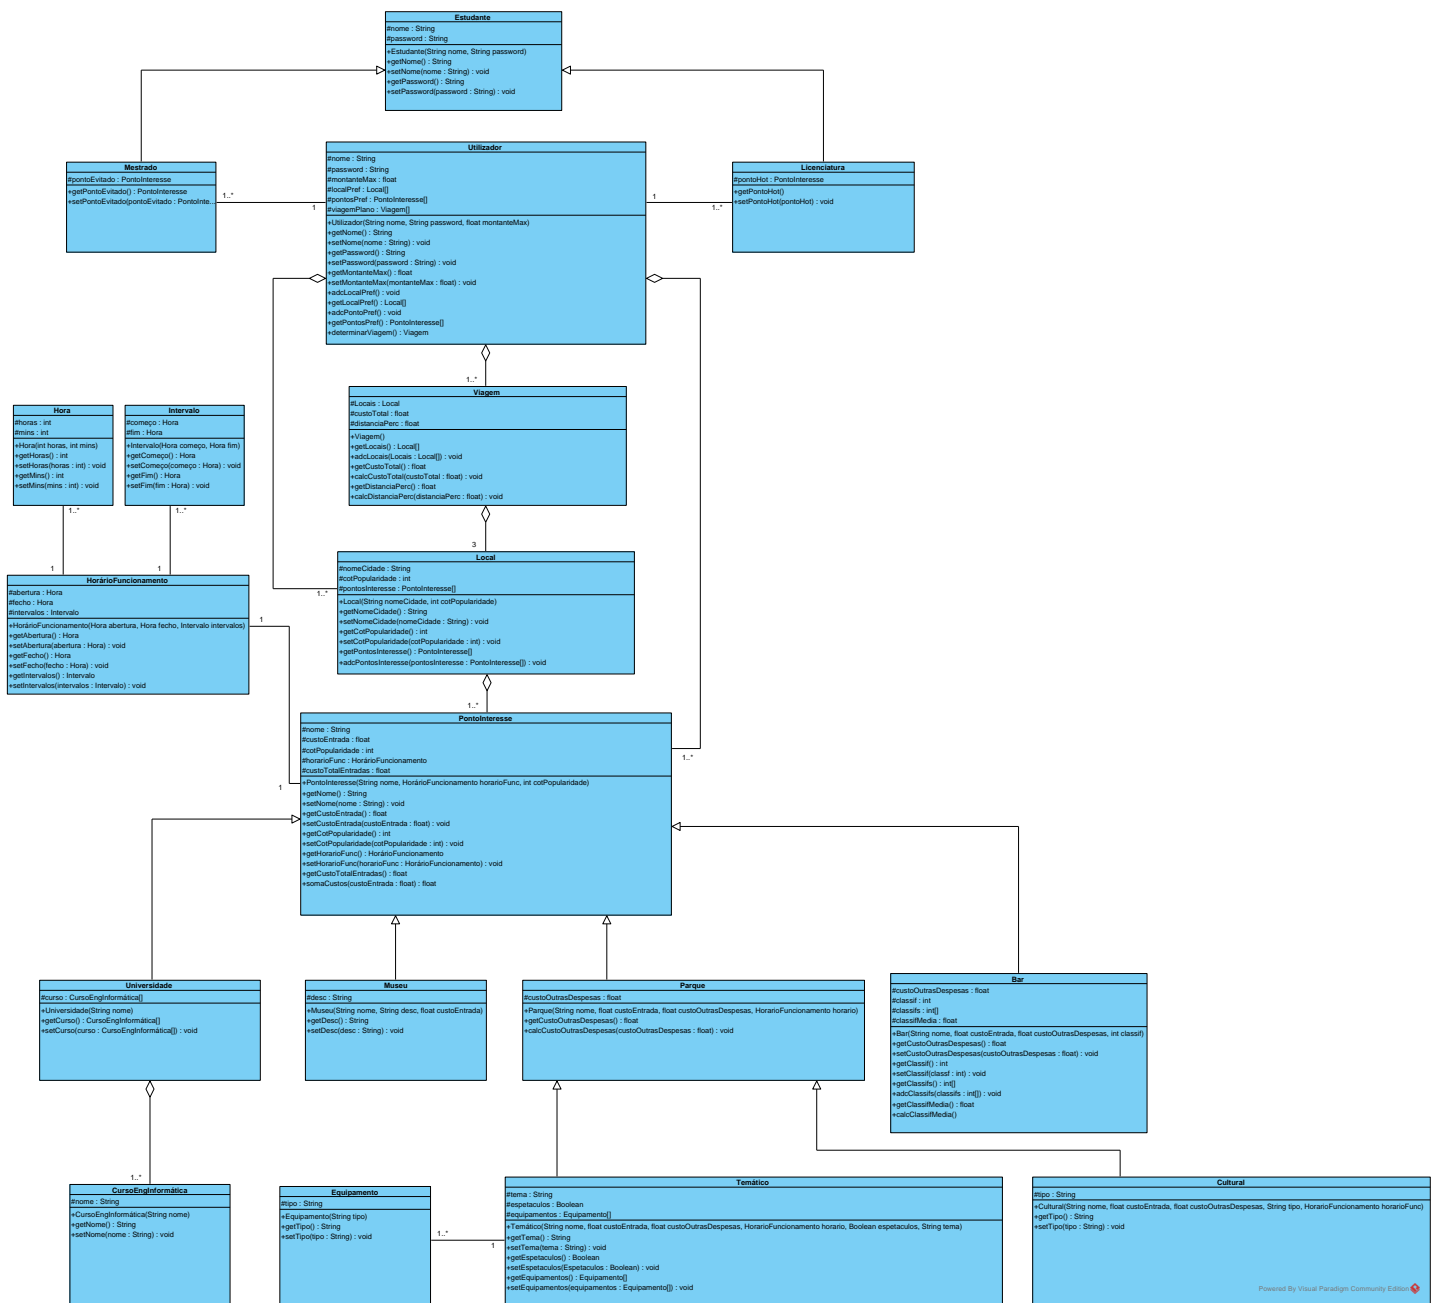 Estudante
#nome : String
#password : String
+Estudante(String nome, String password)
+getNome() : String
+setNome(nome : String) : void
+getPassword() : String
+setPassword(password : String) : void
Mestrado
#pontoEvitado : PontoInteresse
+getPontoEvitado() : PontoInteresse
+setPontoEvitado(pontoEvitado : PontoInte...
1..*
1
Utilizador
#nome : String
#password : String
#montanteMax : float
#localPref : Local[]
#pontosPref : PontoInteresse[]
#viagemPlano : Viagem[]
+Utilizador(String nome, String password, float montanteMax)
+getNome() : String
+setNome(nome : String) : void
+getPassword() : String
+setPassword(password : String) : void
+getMontanteMax() : float
+setMontanteMax(montanteMax : float) : void
+adcLocalPref() : void
+getLocalPref() : Local[]
+adcPontoPref() : void
+getPontosPref() : PontoInteresse[]
+determinarViagem() : Viagem
1
1..*
Licenciatura
#pontoHot : PontoInteresse
+getPontoHot()
+setPontoHot(pontoHot) : void
1..*
Viagem
#Locais : Local
#custoTotal : float
#distanciaPerc : float
+Viagem()
+getLocais() : Local[]
+adcLocais(Locais : Local[]) : void
+getCustoTotal() : float
+calcCustoTotal(custoTotal : float) : void
+getDistanciaPerc() : float
+calcDistanciaPerc(distanciaPerc : float) : void
Hora
#horas : int
#mins : int
+Hora(int horas, int mins)
+getHoras() : int
+setHoras(horas : int) : void
+getMins() : int
+setMins(mins : int) : void
1..*
1
Intervalo
#começo : Hora
#fim : Hora
+Intervalo(Hora começo, Hora fim)
+getComeço() : Hora
+setComeço(começo : Hora) : void
+getFim() : Hora
+setFim(fim : Hora) : void
1..*
1
3
Local
#nomeCidade : String
#cotPopularidade : int
#pontosInteresse : PontoInteresse[]
+Local(String nomeCidade, int cotPopularidade)
+getNomeCidade() : String
+setNomeCidade(nomeCidade : String) : void
+getCotPopularidade() : int
+setCotPopularidade(cotPopularidade : int) : void
+getPontosInteresse() : PontoInteresse[]
+adcPontosInteresse(pontosInteresse : PontoInteresse[]) : void
1..*
HorárioFuncionamento
#abertura : Hora
#fecho : Hora
#intervalos : Intervalo
+HorárioFuncionamento(Hora abertura, Hora fecho, Intervalo intervalos)
+getAbertura() : Hora
+setAbertura(abertura : Hora) : void
+getFecho() : Hora
+setFecho(fecho : Hora) : void
+getIntervalos() : Intervalo
+setIntervalos(intervalos : Intervalo) : void
1
1..*
PontoInteresse
#nome : String
#custoEntrada : float
#cotPopularidade : int
#horarioFunc : HorárioFuncionamento
#custoTotalEntradas : float
+PontoInteresse(String nome, HorárioFuncionamento horarioFunc, int cotPopularidade)
+getNome() : String
+setNome(nome : String) : void
+getCustoEntrada() : float
+setCustoEntrada(custoEntrada : float) : void
+getCotPopularidade() : int
+setCotPopularidade(cotPopularidade : int) : void
+getHorarioFunc() : HorárioFuncionamento
+setHorarioFunc(horarioFunc : HorárioFuncionamento) : void
+getCustoTotalEntradas() : float
+somaCustos(custoEntrada : float) : float
1..*
1
Universidade
#curso : CursoEngInformática[]
+Universidade(String nome)
+getCurso() : CursoEngInformática[]
+setCurso(curso : CursoEngInformática[]) : void
Museu
#desc : String
+Museu(String nome, String desc, float custoEntrada)
+getDesc() : String
+setDesc(desc : String) : void
Parque
#custoOutrasDespesas : float
+Parque(String nome, float custoEntrada, float custoOutrasDespesas, HorarioFuncionamento horario)
+getCustoOutrasDespesas() : float
+calcCustoOutrasDespesas(custoOutrasDespesas : float) : void
Bar
#custoOutrasDespesas : float
#classif : int
#classifs : int[]
#classifMedia : float
+Bar(String nome, float custoEntrada, float custoOutrasDespesas, int classif)
+getCustoOutrasDespesas() : float
+setCustoOutrasDespesas(custoOutrasDespesas : float) : void
+getClassif() : int
+setClassif(classf : int) : void
+getClassifs() : int[]
+adcClassifs(classifs : int[]) : void
+getClassifMedia() : float
+calcClassifMedia()
1..*
CursoEngInformática
#nome : String
+CursoEngInformática(String nome)
+getNome() : String
+setNome(nome : String) : void
Equipamento
#tipo : String
+Equipamento(String tipo)
+getTipo() : String
+setTipo(tipo : String) : void
1..*
1
Temático
#tema : String
#espetaculos : Boolean
#equipamentos : Equipamento[]
+Temático(String nome, float custoEntrada, float custoOutrasDespesas, HorarioFuncionamento horario, Boolean espetaculos, String tema)
+getTema() : String
+setTema(tema : String) : void
+getEspetaculos() : Boolean
+setEspetaculos(Espetaculos : Boolean) : void
+getEquipamentos() : Equipamento[]
+setEquipamentos(equipamentos : Equipamento[]) : void
Cultural
#tipo : String
+Cultural(String nome, float custoEntrada, float custoOutrasDespesas, String tipo, HorarioFuncionamento horarioFunc)
+getTipo() : String
+setTipo(tipo : String) : void
Powered By Visual Paradigm Community Edition